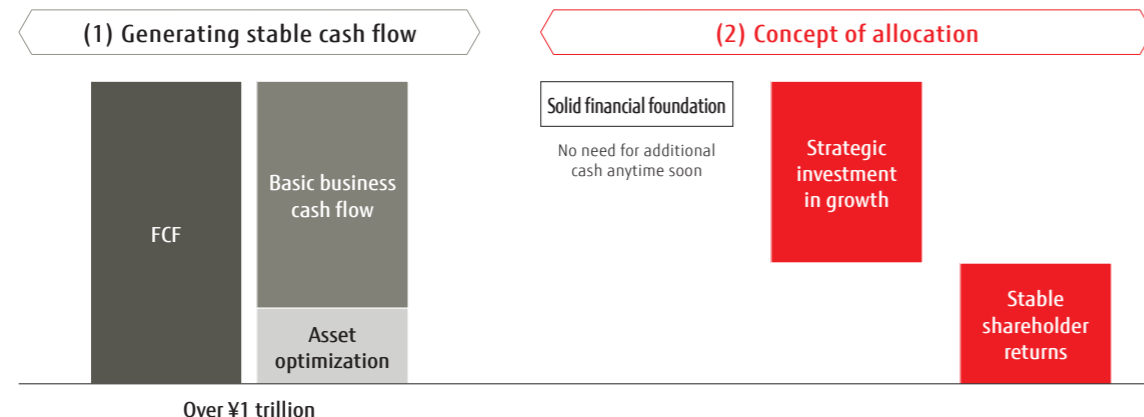 (1) Generating stable cash flow
(2) Concept of allocation
FCF
Basic business
cash flow
Asset
optimization
Over ¥1 trillion
Solid financial foundation
No need for additional
cash anytime soon
Strategic
investment
in growth
Stable
shareholder
returns